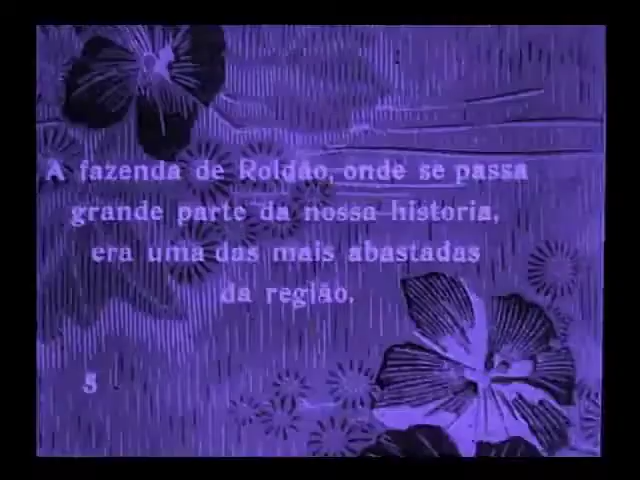 A fazenda de Roldão, onde se passa
grande parte da nossa historia,
era uma das mais abastadas
da região.
5